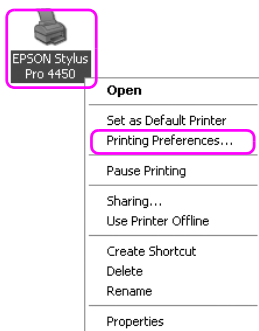 EPSON Stylus
Pro 4450
Open
Set as Default Printer
Printing Preferences...
Pause Printing
Sharing...
Use Printer Offline
Create Shortcut
Delete
Rename
Properties